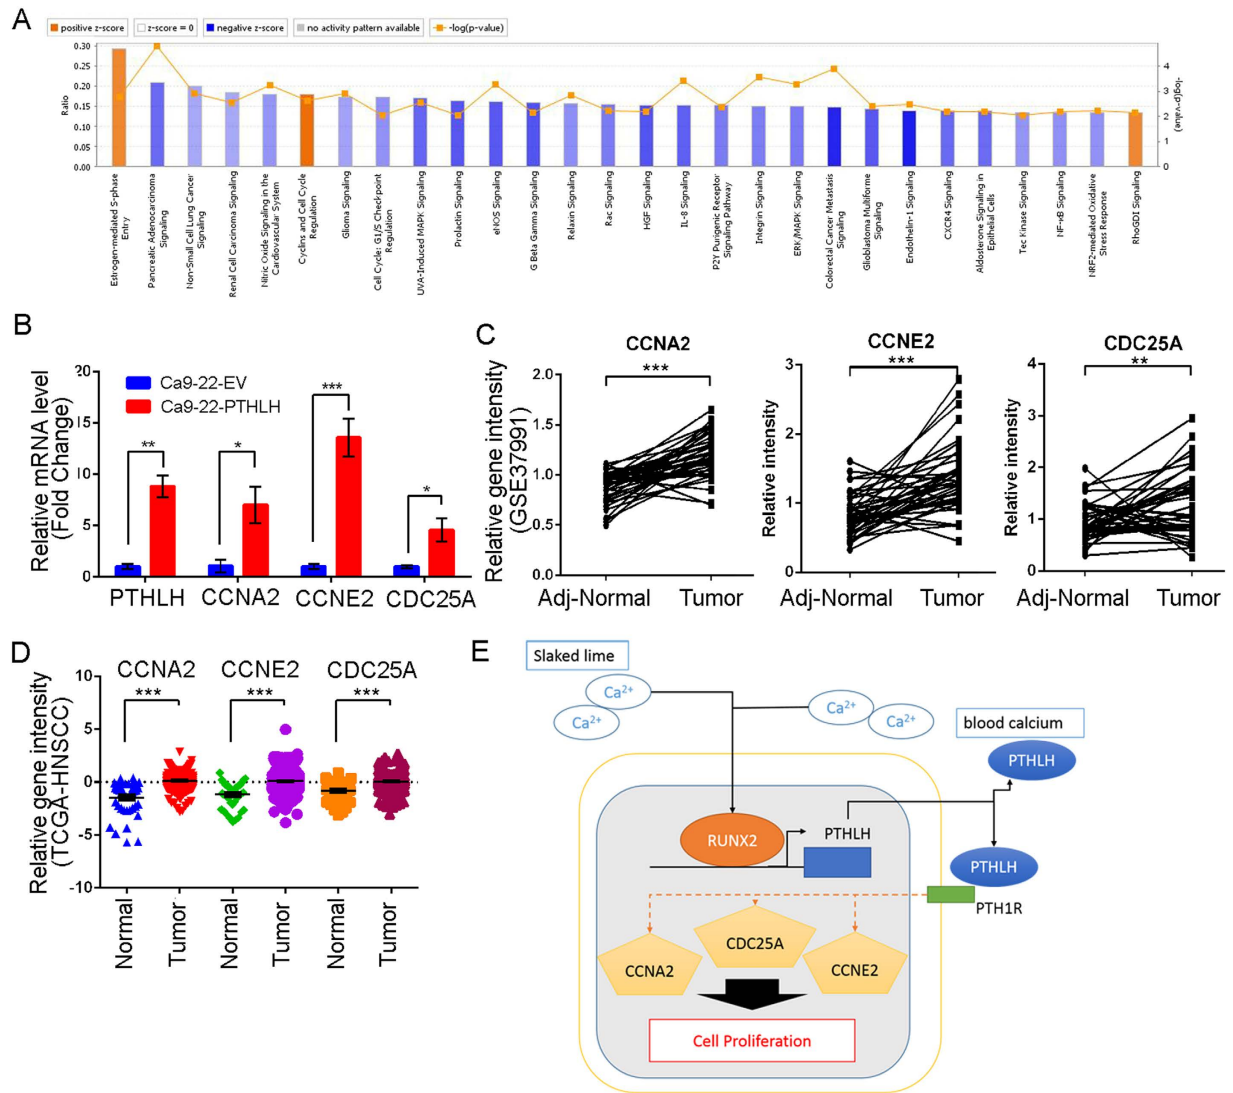 A
positive z-score
z-score = 0
negative z-score
no activity pattern available
-log(p-value)
0.30
0.25
0.20
0.15
0.10
0.05
0.00
Ratio
4
3
2
1
0
-log(p-value)
Estrogen-mediated S-phase
Entry
Pancreatic Adenocarcinoma
Signaling
Non-Small Cell Lung Cancer
Signaling
Renal Cell Carcinoma Signaling
Nitric Oxide Signaling in the
Cardiovascular System
Cyclins and Cell Cycle
Regulation
Glioma Signaling
Cell Cycle: G1/S Checkpoint
Regulation
UVA-Induced MAPK Signaling
Prolactin Signaling
eNOS Signaling
G Beta Gamma Signaling
Relaxin Signaling
Rac Signaling
HGF Signaling
IL-8 Signaling
P2Y Purigenic Receptor
Signaling Pathway
Integrin Signaling
ERK/MAPK Signaling
Colorectal Cancer Metastasis
Signaling
Glioblastoma Multiforme
Signaling
Endothelin-1 Signaling
CXCR4 Signaling
Aldosterone Signaling in
Epithelial Cells
Tec Kinase Signaling
NF-κB Signaling
NRF2-mediated Oxidative
Stress Response
RhoGDI Signaling
B
Relative mRNA level
(Fold Change)
20
15
10
5
0
Ca9-22-EV
Ca9-22-PTHLH
**
*
***
*
PTHLH
CCNA2
CCNE2
CDC25A
C
CCNA2
***
Relative gene intensity
(GSE37991)
2.0
1.5
1.0
0.5
0.0
Adj-Normal
Tumor
CCNE2
***
Relative intensity
3
2
1
0
Adj-Normal
Tumor
CDC25A
**
Relative intensity
4
3
2
1
0
Adj-Normal
Tumor
D
CCNA2
CCNE2
CDC25A
***
***
***
Relative gene intensity
(TCGA-HNSCC)
10
5
0
-5
-10
Normal
Tumor
Normal
Tumor
Normal
Tumor
E
Slaked lime
Ca2+
Ca2+
Ca2+
Ca2+
blood calcium
PTHLH
RUNX2
PTHLH
PTHLH
PTH1R
CDC25A
CCNA2
CCNE2
Cell Proliferation